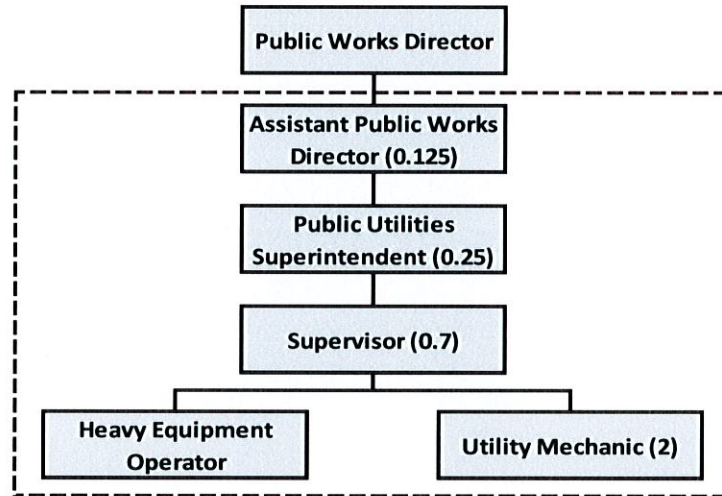 Public Works Director
Assistant Public Works
Director (0.125)
Public Utilities
Superintendent (0.25)
Supervisor (0.7)
Heavy Equipment
Operator
Utility Mechanic (2)